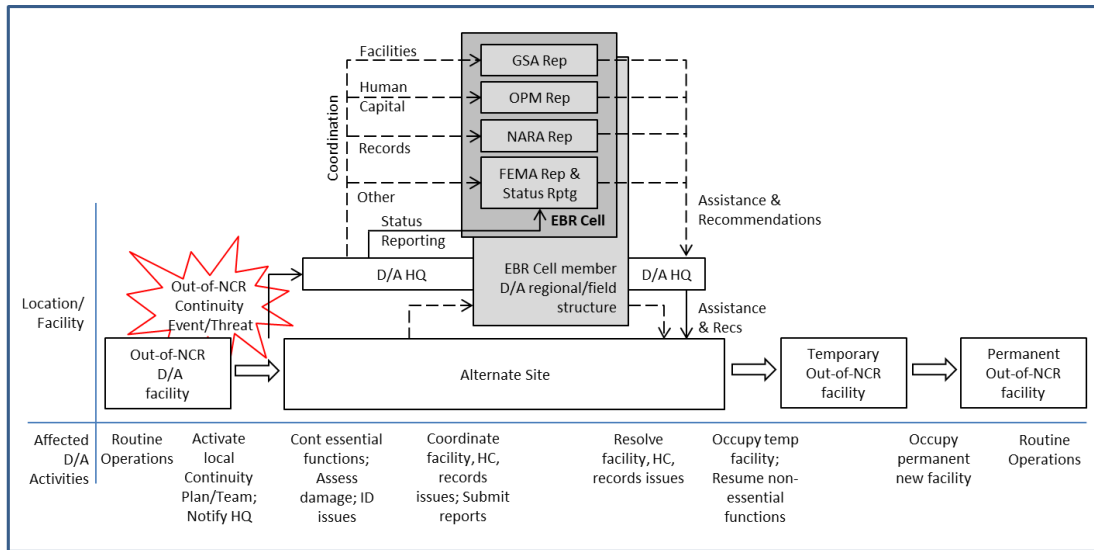 Facilities
GSA Rep
Human
Capital
OPM Rep
Coordination
Records
NARA Rep
Other
FEMA Rep &
Status Rptg
Assistance &
Recommendations
Status
Reporting
EBR Cell
D/A HQ
EBR Cell member
D/A regional/field
structure
D/A HQ
Location/
Facility
Out-of-NCR
Continuity
Event/Threat
Assistance
& Recs
Out-of-NCR
D/A
facility
Alternate Site
Temporary
Out-of-NCR
facility
Permanent
Out-of-NCR
facility
Affected
D/A
Activities
Routine
Operations
Activate
local
Continuity
Plan/Team;
Notify HQ
Cont essential
functions;
Assess
damage; ID
issues
Coordinate
facility, HC,
records
issues; Submit
reports
Resolve
facility, HC,
records issues
Occupy temp
facility;
Resume non-
essential
functions
Occupy
permanent
new facility
Routine
Operations